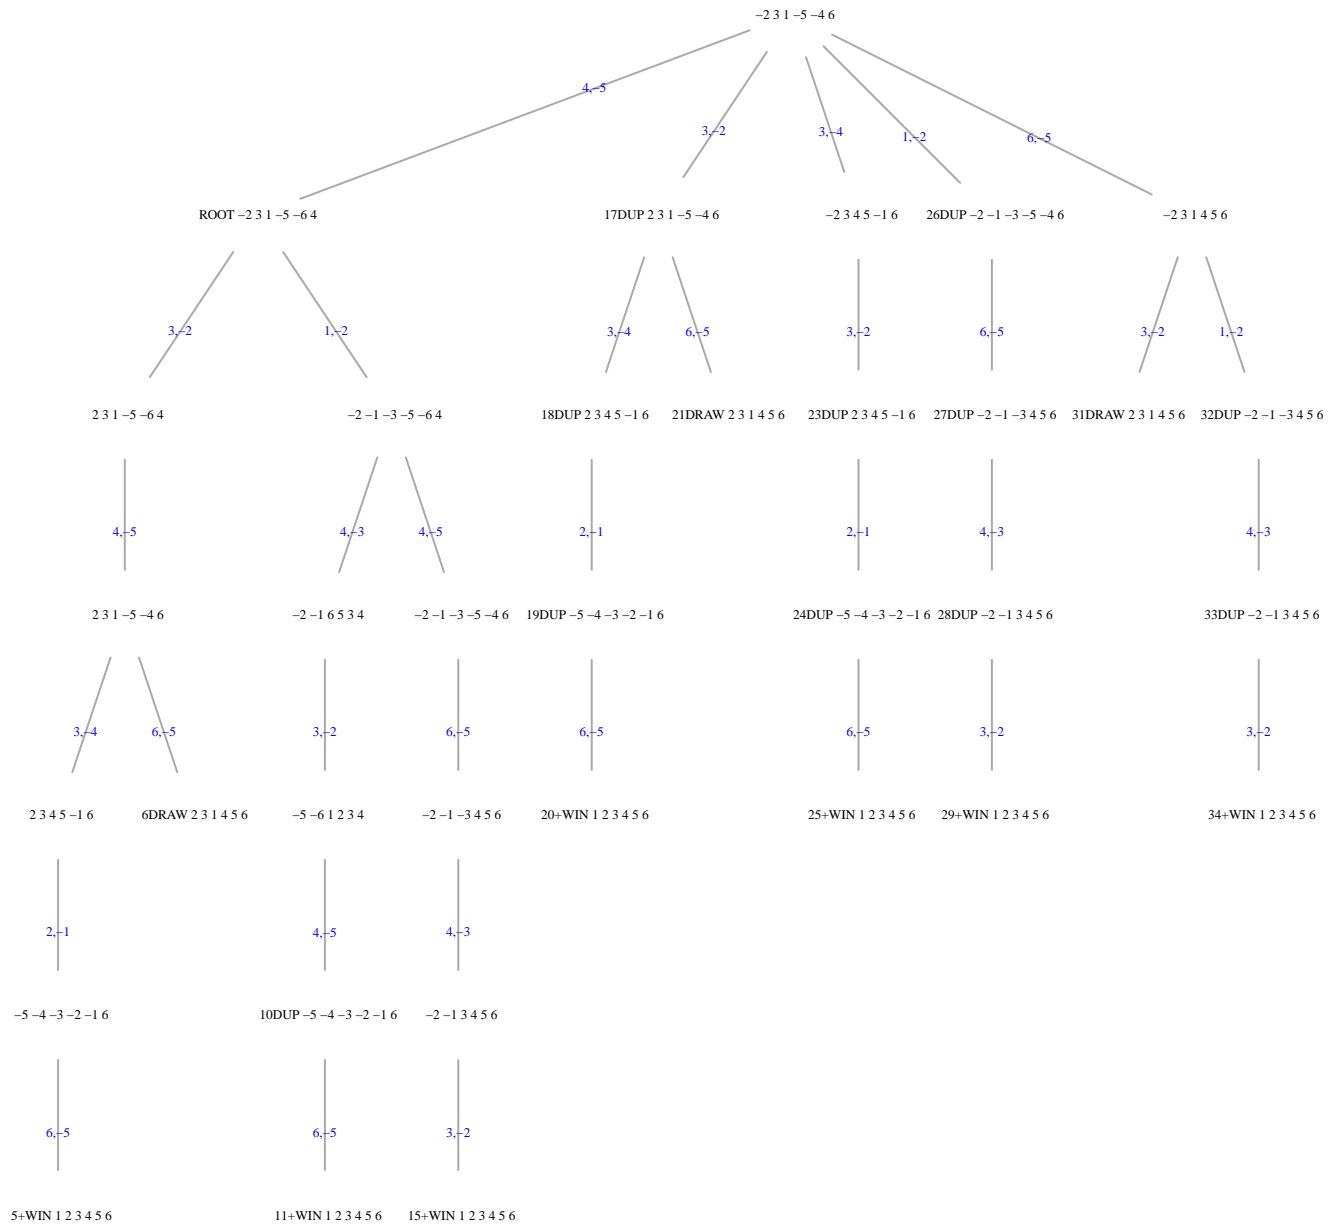 −2 3 1 −5 −4 6
4,−5
3,−2
3,−4
1,−2
6,−5
ROOT −2 3 1 −5 −6 4
17DUP 2 3 1 −5 −4 6
−2 3 4 5 −1 6
26DUP −2 −1 −3 −5 −4 6
−2 3 1 4 5 6
3,−2
1,−2
3,−4
6,−5
3,−2
6,−5
3,−2
1,−2
2 3 1 −5 −6 4
−2 −1 −3 −5 −6 4
18DUP 2 3 4 5 −1 6
21DRAW 2 3 1 4 5 6
23DUP 2 3 4 5 −1 6
27DUP −2 −1 −3 4 5 6
31DRAW 2 3 1 4 5 6
32DUP −2 −1 −3 4 5 6
4,−5
4,−3
4,−5
2,−1
2,−1
4,−3
4,−3
2 3 1 −5 −4 6
−2 −1 6 5 3 4
−2 −1 −3 −5 −4 6
19DUP −5 −4 −3 −2 −1 6
24DUP −5 −4 −3 −2 −1 6
28DUP −2 −1 3 4 5 6
33DUP −2 −1 3 4 5 6
3,−4
6,−5
3,−2
6,−5
6,−5
6,−5
3,−2
3,−2
2 3 4 5 −1 6
6DRAW 2 3 1 4 5 6
−5 −6 1 2 3 4
−2 −1 −3 4 5 6
20+WIN 1 2 3 4 5 6
25+WIN 1 2 3 4 5 6
29+WIN 1 2 3 4 5 6
34+WIN 1 2 3 4 5 6
2,−1
4,−5
4,−3
−5 −4 −3 −2 −1 6
10DUP −5 −4 −3 −2 −1 6
−2 −1 3 4 5 6
6,−5
6,−5
3,−2
5+WIN 1 2 3 4 5 6
11+WIN 1 2 3 4 5 6
15+WIN 1 2 3 4 5 6